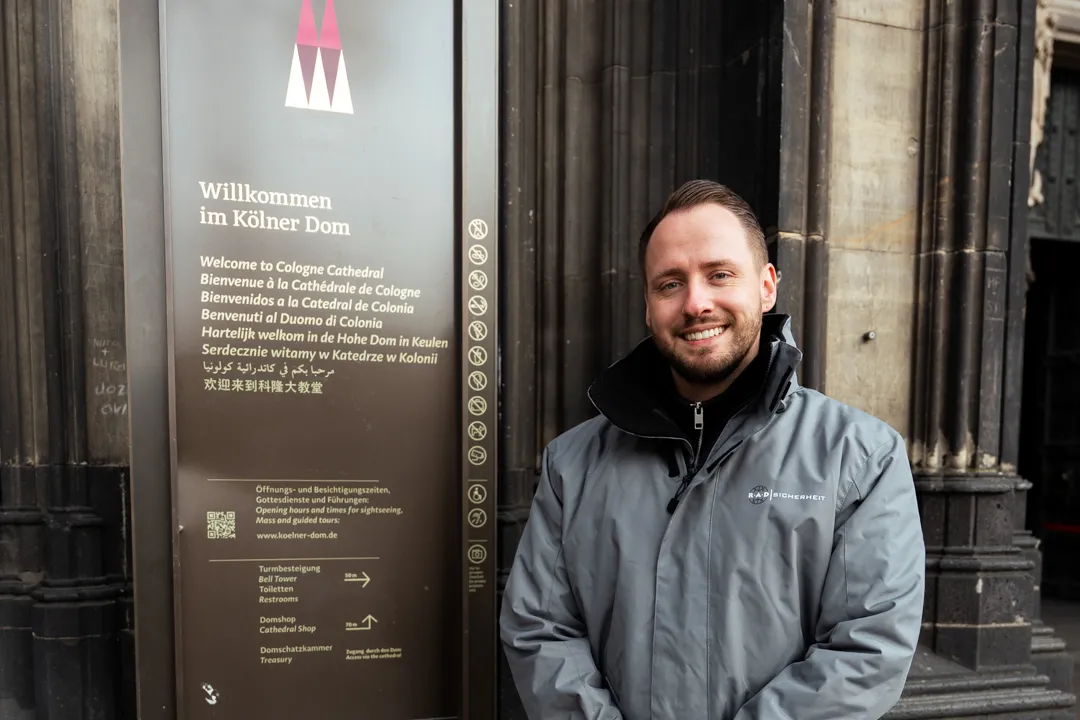 Willkommen
im Kölner Dom
Welcome to Cologne Cathedral
Bienvenue à la Cathédrale de Cologne
Bienvenidos a la Catedral de Colonia
Benvenuti al Duomo di Colonia
Hartelijk welkom in de Hohe Dom in Keulen
Serdecznie witamy w Katedrze w Kolonii
مرحبا بكم في كاتدرائية كولونيا
欢迎来到科隆大教堂
Öffnungs- und Besichtigungszeiten,
Gottesdienste und Führungen:
Opening hours and times for sightseeing,
Mass and guided tours:
www.koelner-dom.de
Turmbesteigung
Bell Tower
50 m
Toiletten
Restrooms
Domshop
Cathedral Shop
70 m
Domschatzkammer
Treasury
Zugang durch den Dom
Access via the cathedral
R·A·D SICHERHEIT